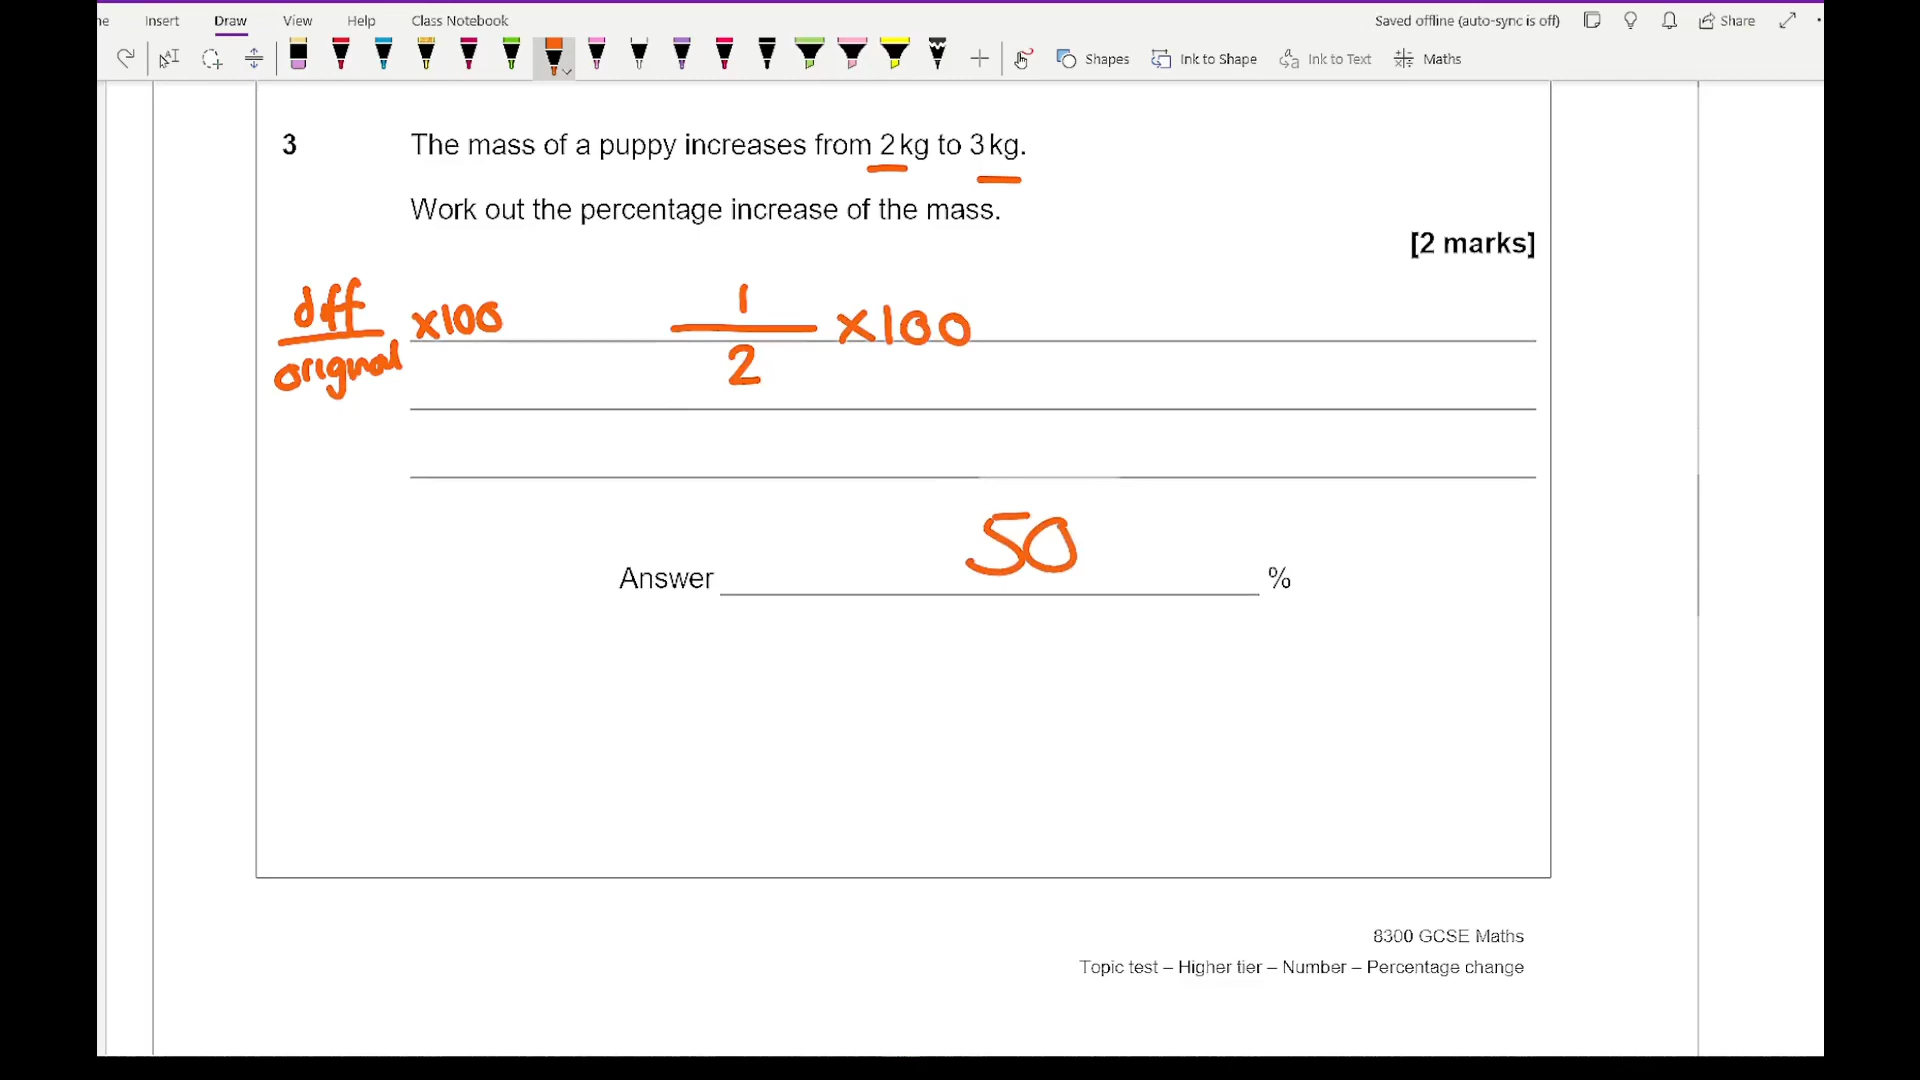 ne Insert Draw View Help Class Notebook Saved offline (auto-sync is off) Share
Shapes Ink to Shape Ink to Text Maths
3 The mass of a puppy increases from 2 kg to 3 kg.
Work out the percentage increase of the mass.
[2 marks]
diff
original
×100
1
2
×100
50
Answer %
8300 GCSE Maths
Topic test – Higher tier – Number – Percentage change